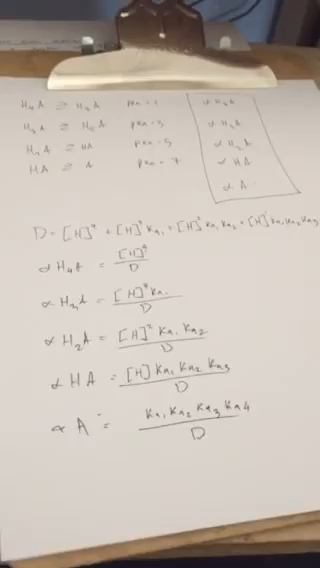 H₄A ⇌ H₃A pKa = 1
H₃A ⇌ H₂A pKa = 3
H₂A ⇌ HA pKa = 5
HA ⇌ A pKa = 7
α H₄A
α H₃A
α H₂A
α HA
α A
D = [H]⁴ + [H]³ Ka₁ + [H]² Ka₁ Ka₂ + [H] Ka₁ Ka₂ Ka₃
α H₄A = [H]⁴ / D
α H₃A = [H] Ka₁ / D
α H₂A = [H]² Ka₁ Ka₂ / D
α HA = [H] Ka₁ Ka₂ Ka₃ / D
α A = Ka₁ Ka₂ Ka₃ Ka4 / D